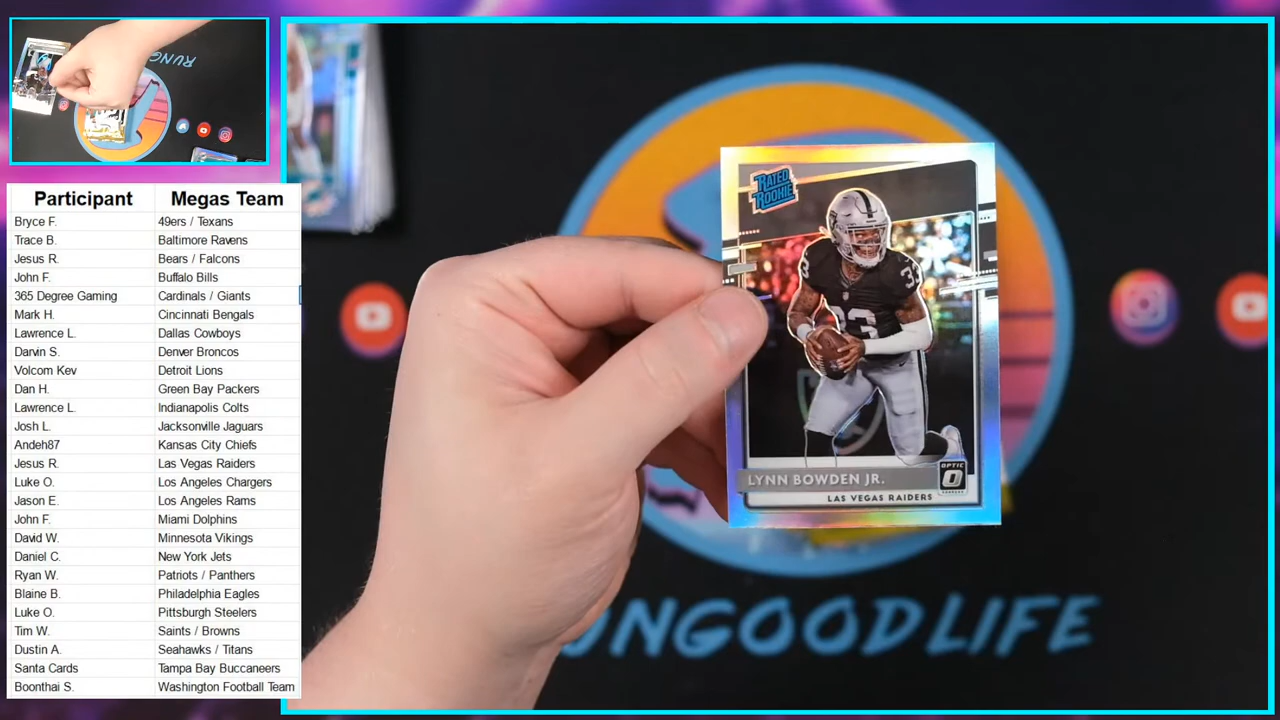 RUNGOOD
Participant Megas Team
Bryce F. 49ers / Texans
Trace B. Baltimore Ravens
Jesus R. Bears / Falcons
John F. Buffalo Bills
365 Degree Gaming Cardinals / Giants
Mark H. Cincinnati Bengals
Lawrence L. Dallas Cowboys
Darvin S. Denver Broncos
Volcom Kev Detroit Lions
Dan H. Green Bay Packers
Lawrence L. Indianapolis Colts
Josh L. Jacksonville Jaguars
Andeh87 Kansas City Chiefs
Jesus R. Las Vegas Raiders
Luke O. Los Angeles Chargers
Jason E. Los Angeles Rams
John F. Miami Dolphins
David W. Minnesota Vikings
Daniel C. New York Jets
Ryan W. Patriots / Panthers
Blaine B. Philadelphia Eagles
Luke O. Pittsburgh Steelers
Tim W. Saints / Browns
Dustin A. Seahawks / Titans
Santa Cards Tampa Bay Buccaneers
Boonthai S. Washington Football Team
RATED
ROOKIE
33
33
33
LYNN BOWDEN JR.
OPTIC
LAS VEGAS RAIDERS
UNGOODLIFE